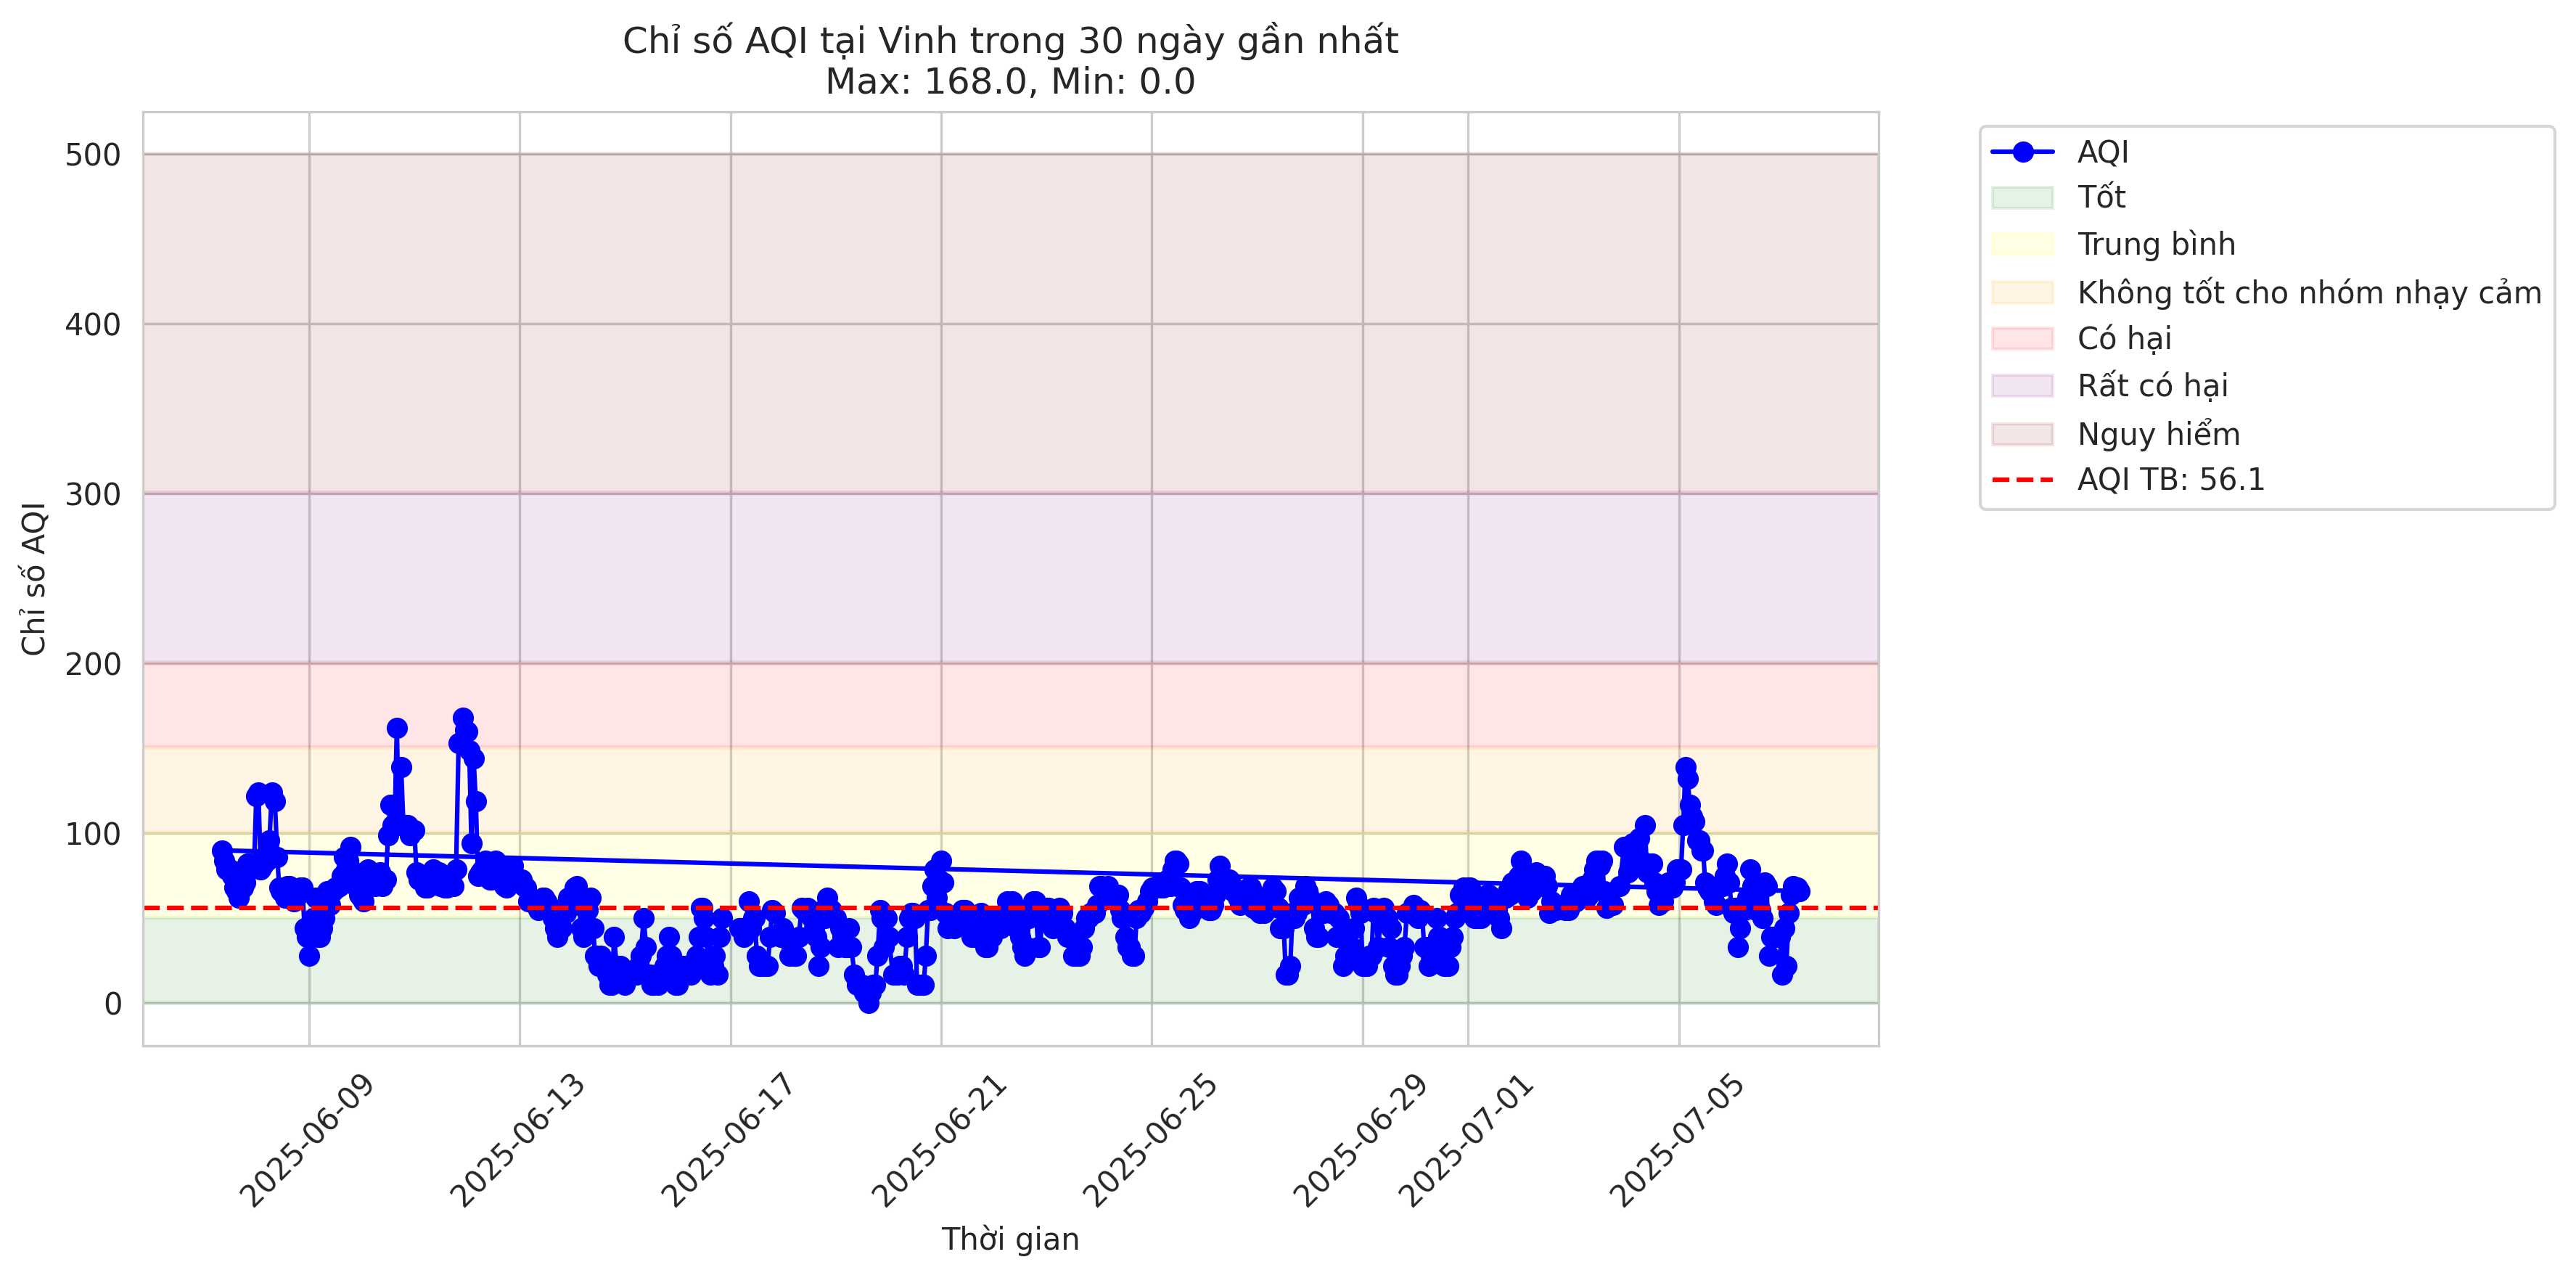 Chỉ số AQI tại Vinh trong 30 ngày gần nhất
Max: 168.0, Min: 0.0
Chỉ số AQI
500
400
300
200
100
0
2025-06-09
2025-06-13
2025-06-17
2025-06-21
2025-06-25
2025-06-29
2025-07-01
2025-07-05
Thời gian
AQI
Tốt
Trung bình
Không tốt cho nhóm nhạy cảm
Có hại
Rất có hại
Nguy hiểm
AQI TB: 56.1